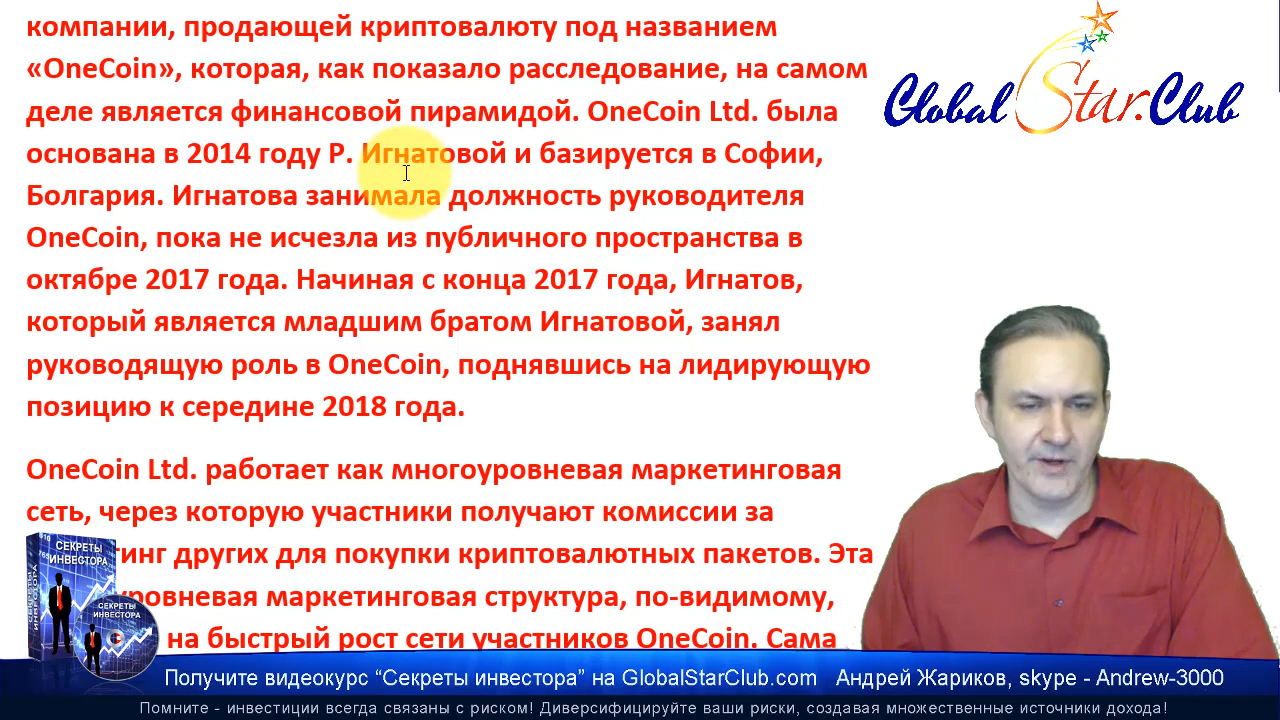 компании, продающей криптовалюту под названием
«OneCoin», которая, как показало расследование, на самом
деле является финансовой пирамидой. OneCoin Ltd. была
основана в 2014 году Р. Игнатовой и базируется в Софии,
Болгария. Игнатова занимала должность руководителя
OneCoin, пока не исчезла из публичного пространства в
октябре 2017 года. Начиная с конца 2017 года, Игнатов,
который является младшим братом Игнатовой, занял
руководящую роль в OneCoin, поднявшись на лидирующую
позицию к середине 2018 года.
OneCoin Ltd. работает как многоуровневая маркетинговая
сеть, через которую участники получают комиссии за
тинг других для покупки криптовалютных пакетов. Эта
уровневая маркетинговая структура, по-видимому,
на быстрый рост сети участников OneCoin. Сама
Global Star.Club
СЕКРЕТЫ
ИНВЕСТОРА
СЕКРЕТЫ
ИНВЕСТОРА
Получите видеокурс “Секреты инвестора” на GlobalStarClub.com Андрей Жариков, skype - Andrew-3000
Помните - инвестиции всегда связаны с риском! Диверсифицируйте ваши риски, создавая множественные источники дохода!